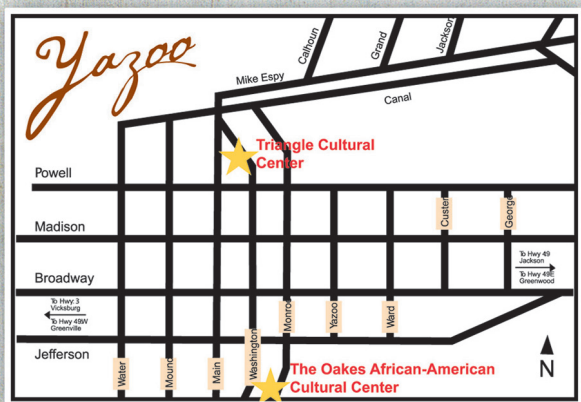 Yazoo
Calhoun
Grand
Jackson
Mike Espy
Canal
Triangle Cultural
Center
Powell
Madison
Custer
George
Broadway
To Hwy 49
Jackson
To Hwy 49E
Greenwood
To Hwy: 3
Vicksburg
To Hwy 49W
Greenville
Monroe
Yazoo
Ward
Jefferson
Water
Mound
Main
Washington
The Oakes African-American
Cultural Center
N